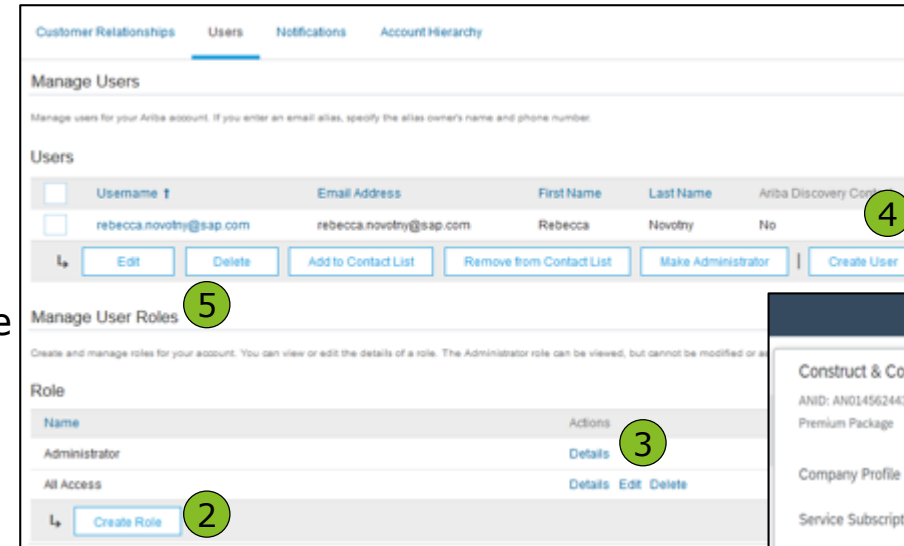 Customer Relationships Users Notifications Account Hierarchy
Manage Users
Manage users for your Ariba account. If you enter an email alias, specify the alias owner's name and phone number.
Users
Username ↑ Email Address First Name Last Name Ariba Discovery
4
rebecca.novotny@sap.com rebecca.novotny@sap.com Rebecca Novotny No
Edit Delete Add to Contact List Remove from Contact List Make Administrator | Create User
5
e
Manage User Roles
Create and manage roles for your account. You can view or edit the details of a role. The Administrator role can be viewed, but cannot be modified or
Role
Name Actions
Administrator Details
3
All Access Details Edit Delete
Create Role
2
Construct & Co
ANID: AN01456244
Premium Package
Company Profile
Service Subscript